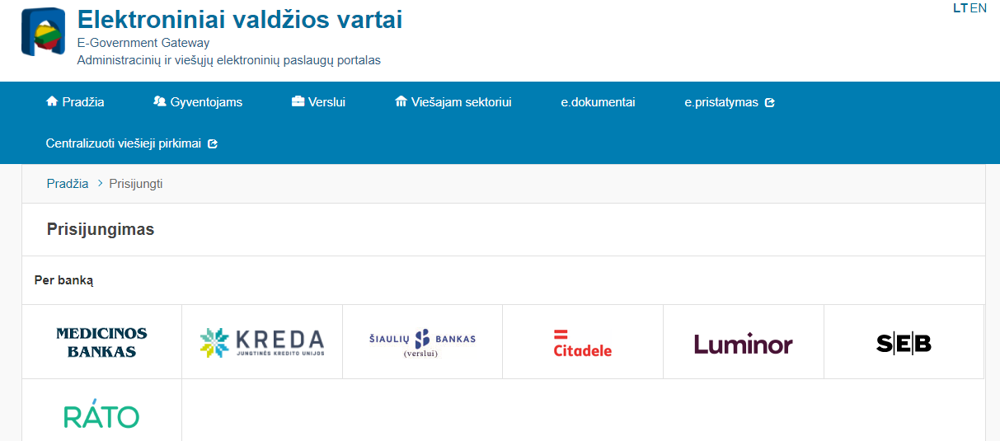 Elektroniniai valdžios vartai
LT EN
E-Government Gateway
Administracinių ir viešųjų elektroninių paslaugų portalas
Pradžia Gyventojams Verslui Viešajam sektoriui e.dokumentai e.pristatymas
Centralizuoti viešieji pirkimai
Pradžia > Prisijungti
Prisijungimas
Per banką
MEDICINOS
BANKAS
KREDA
JUNGTINĖS KREDITO UNIJOS
ŠIAULIŲ BANKAS
(verslui)
Citadele
Luminor
SEB
RÁTO